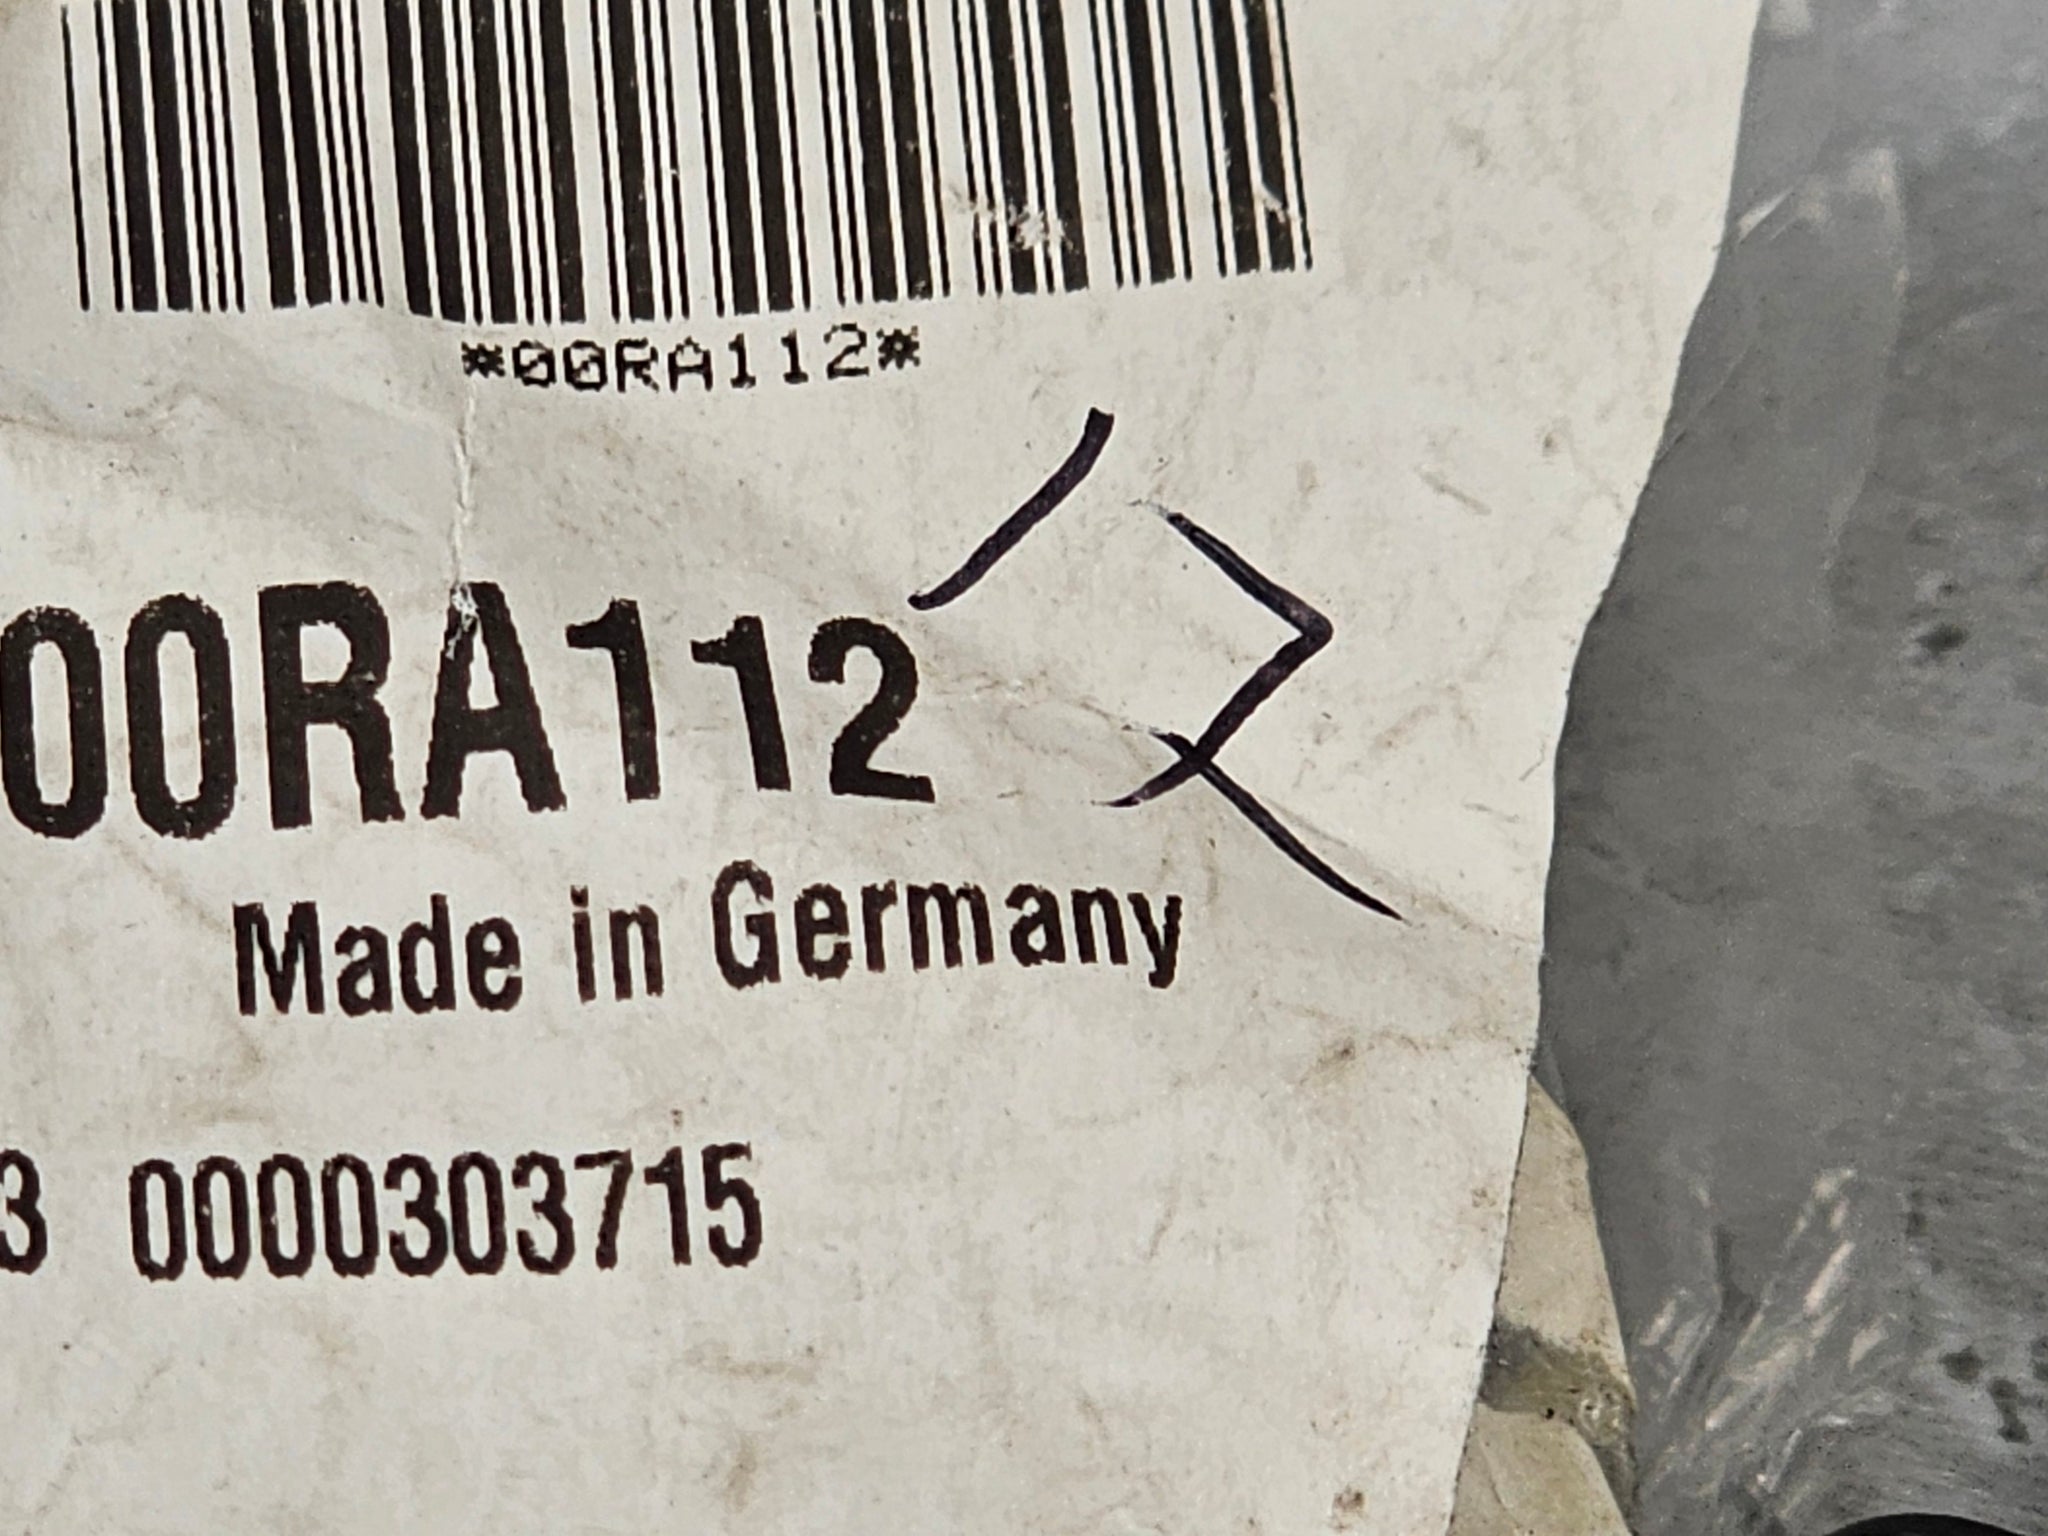 *00RA112*
00RA112
Made in Germany
3 0000303715